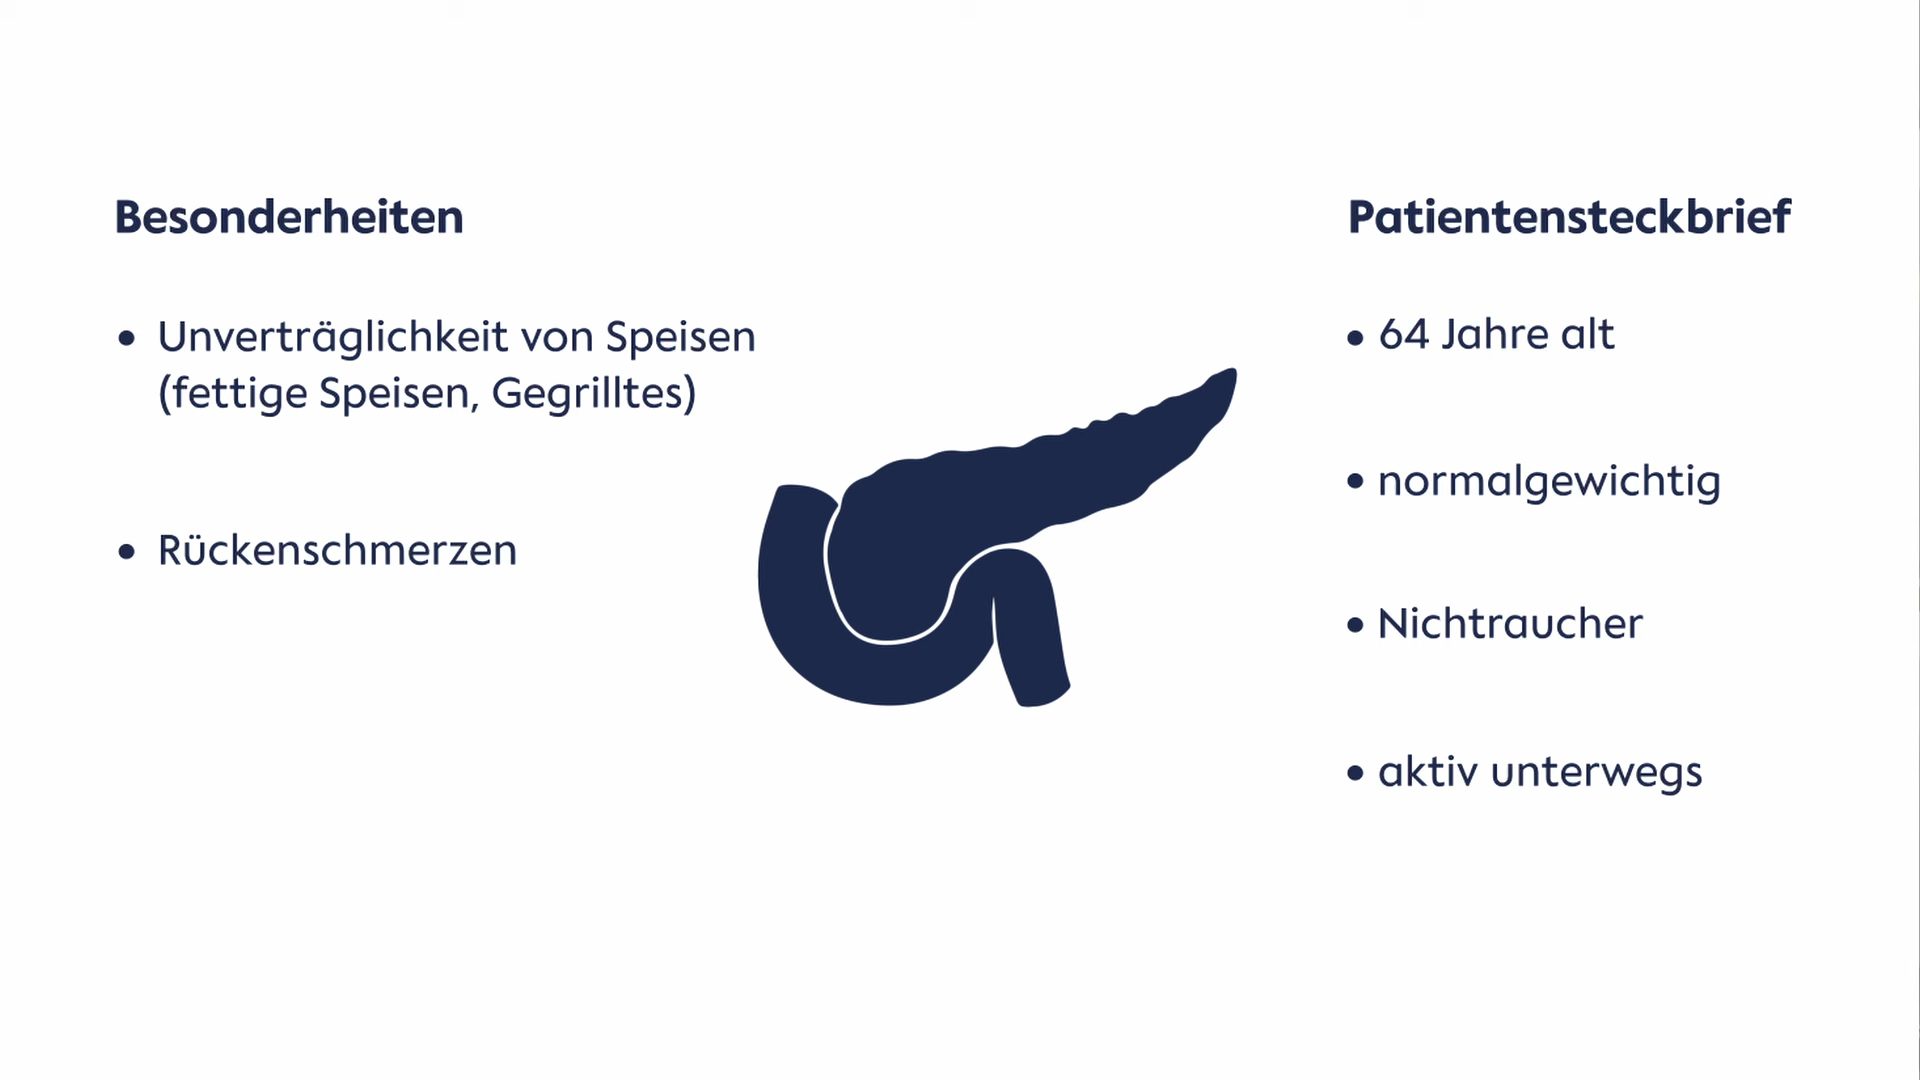 Besonderheiten
• Unverträglichkeit von Speisen
(fettige Speisen, Gegrilltes)
• Rückenschmerzen
Patientensteckbrief
• 64 Jahre alt
• normalgewichtig
• Nichtraucher
• aktiv unterwegs